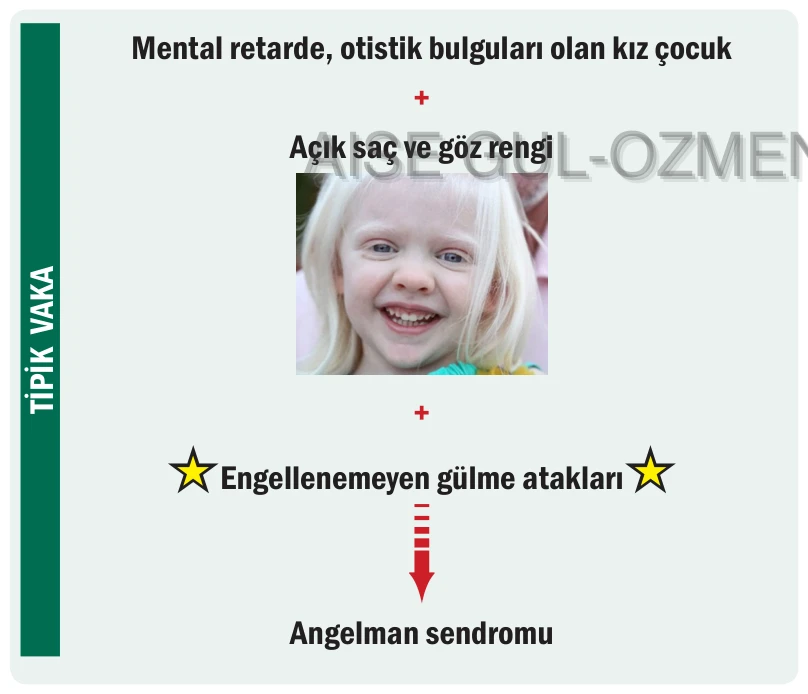 Mental retarde, otistik bulguları olan kız çocuk
+
Açık saç ve göz rengi
AISE GUL-OZMEN
+
Engellenemeyen gülme atakları
Angelman sendromu
TİPİK VAKA